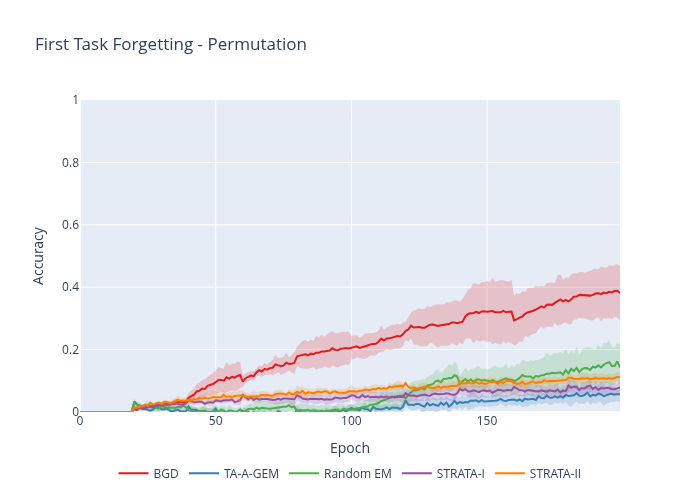 First Task Forgetting - Permutation
1
0.8
0.6
0.4
0.2
0
Accuracy
0 50 100 150
Epoch
BGD TA-A-GEM Random EM STRATA-I STRATA-II